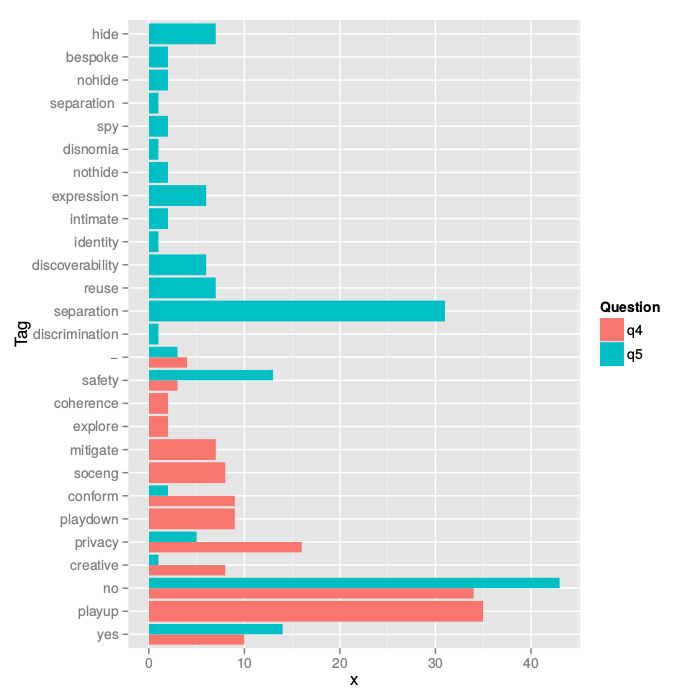 hide
bespoke
nohide
separation
spy
disnomia
nothide
expression
intimate
identity
discoverability
reuse
separation
discrimination
–
safety
coherence
explore
mitigate
soceng
conform
playdown
privacy
creative
no
playup
yes
Tag
0 10 20 30 40
x
Question
q4
q5